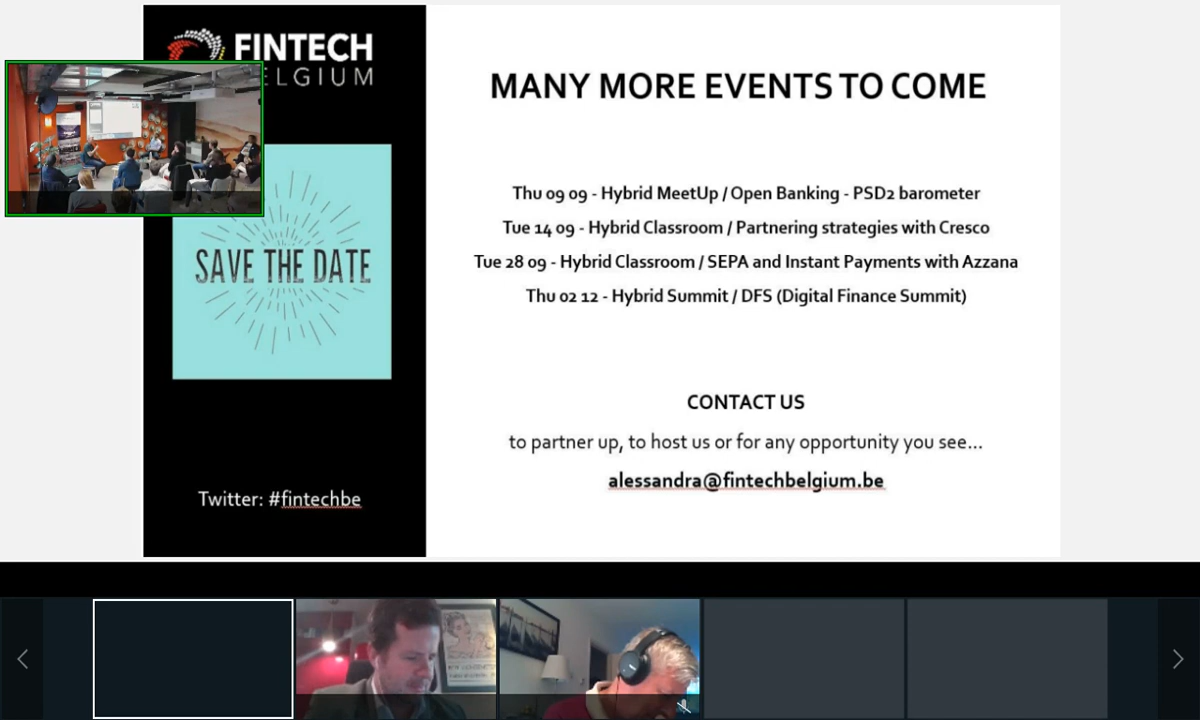 FINTECH
ELGIUM
MANY MORE EVENTS TO COME
Thu 09 09 - Hybrid MeetUp / Open Banking - PSD2 barometer
Tue 14 09 - Hybrid Classroom / Partnering strategies with Cresco
Tue 28 09 - Hybrid Classroom / SEPA and Instant Payments with Azzana
Thu 02 12 - Hybrid Summit / DFS (Digital Finance Summit)
SAVE THE DATE
CONTACT US
to partner up, to host us or for any opportunity you see...
alessandra@fintechbelgium.be
Twitter: #fintechbe